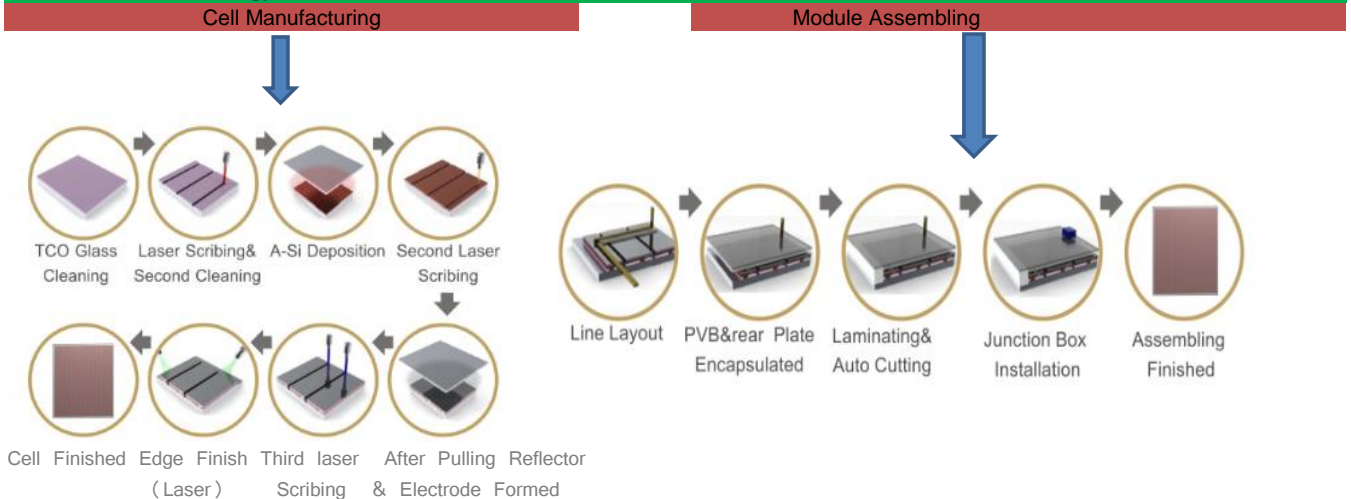 Cell Manufacturing
Module Assembling
TCO Glass
Cleaning
Laser Scribing&
Second Cleaning
A-Si Deposition
Second Laser
Scribing
Cell Finished
Edge Finish
（Laser）
Third laser
Scribing
After Pulling Reflector
& Electrode Formed
Line Layout
PVB&rear Plate
Encapsulated
Laminating&
Auto Cutting
Junction Box
Installation
Assembling
Finished